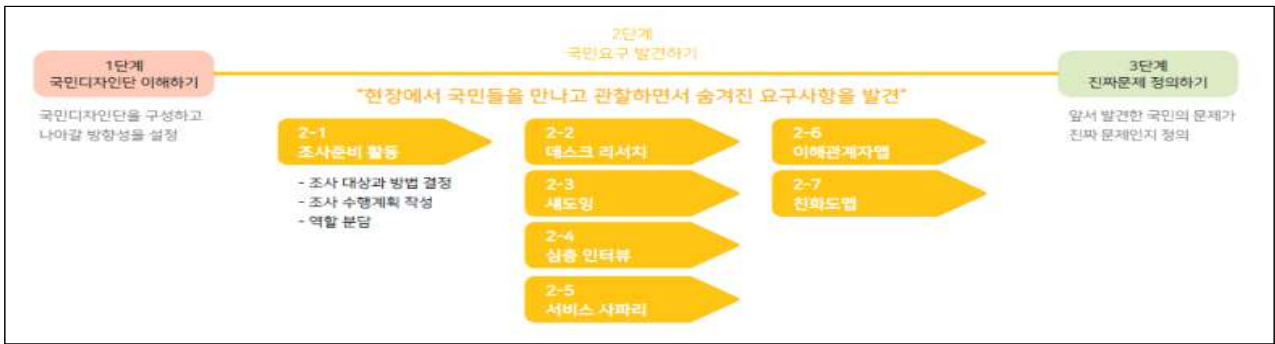 1단계
국민디자인단 이해하기
국민디자인단을 구성하고
나아갈 방향성을 설정
2단계
국민요구 발견하기
"현장에서 국민들을 만나고 관찰하면서 숨겨진 요구사항을 발견"
2-1
조사준비 활동
- 조사 대상과 방법 결정
- 조사 수행계획 작성
- 역할 분담
2-2
데스크 리서치
2-3
섀도잉
2-4
심층 인터뷰
2-5
서비스 사파리
2-6
이해관계자맵
2-7
친화도맵
3단계
진짜문제 정의하기
앞서 발견한 국민의 문제가
진짜 문제인지 정의